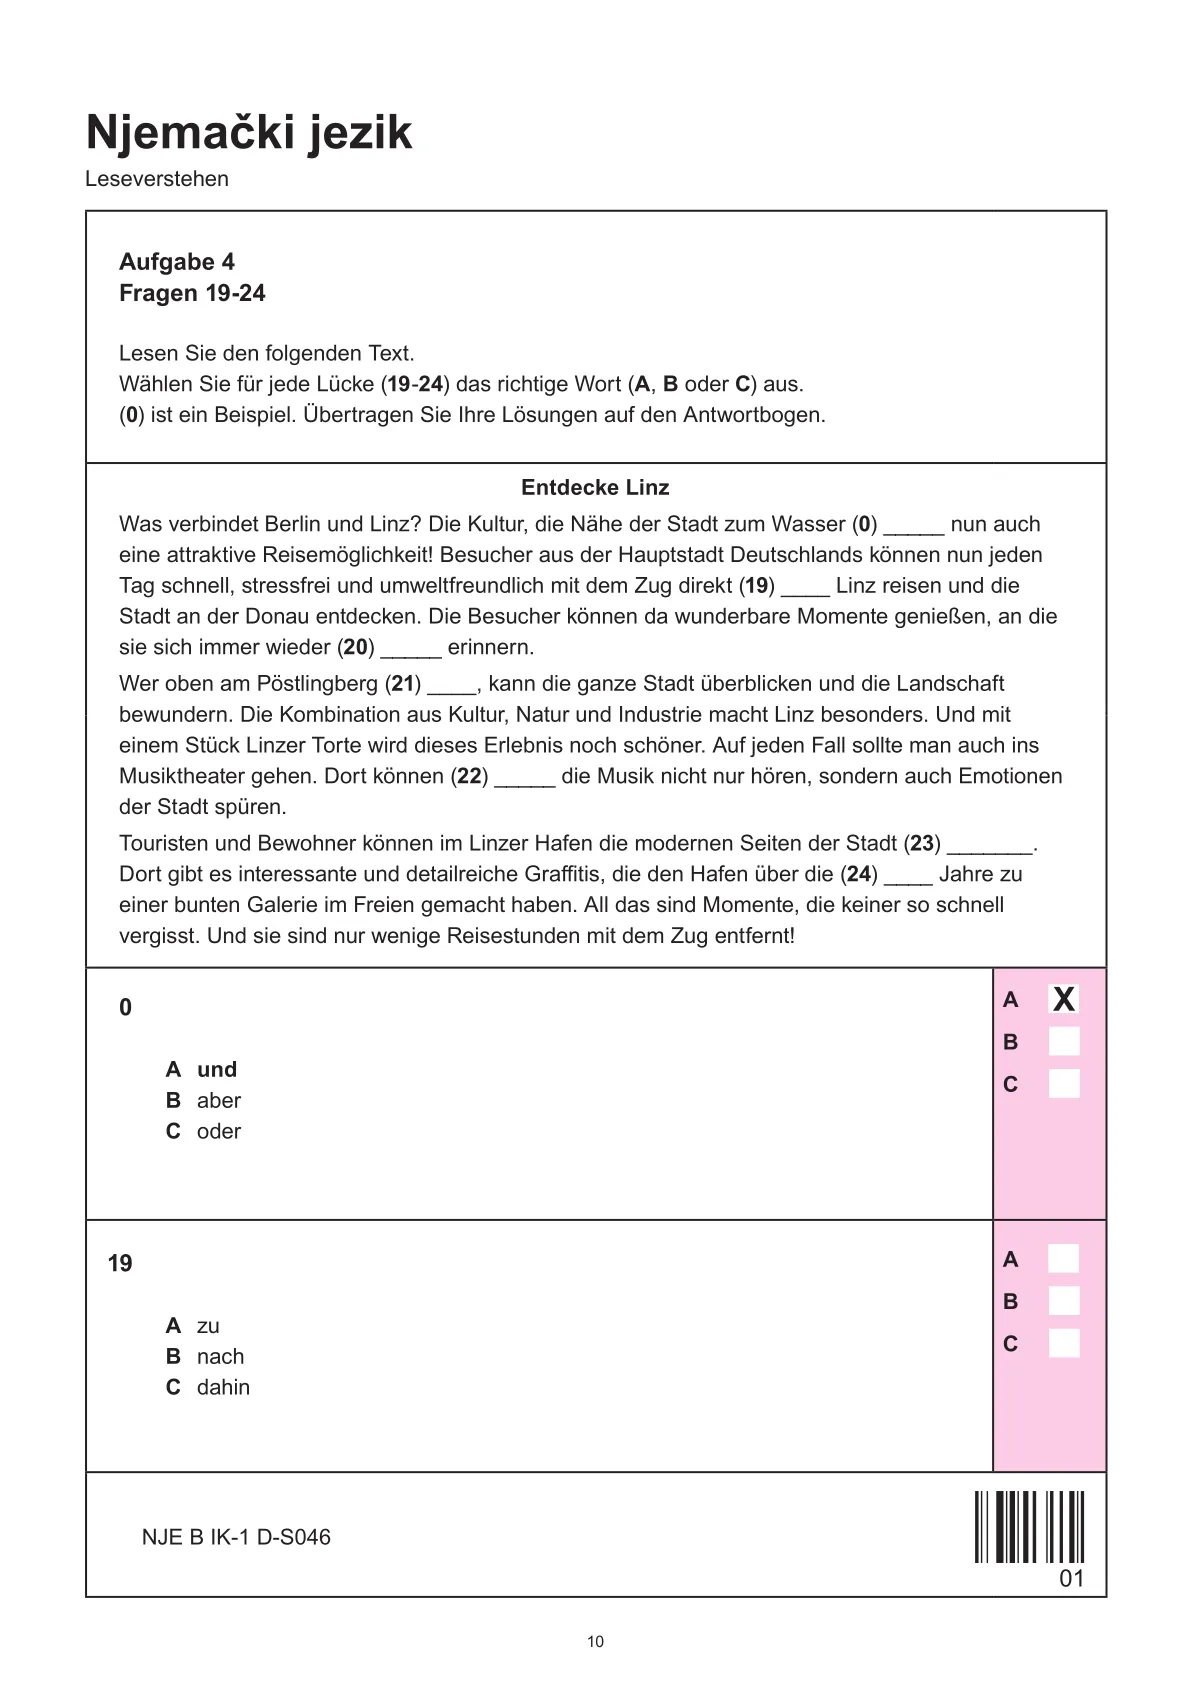 Njemački jezik
Leseverstehen
Aufgabe 4
Fragen 19-24
Lesen Sie den folgenden Text.
Wählen Sie für jede Lücke (19-24) das richtige Wort (A, B oder C) aus.
(0) ist ein Beispiel. Übertragen Sie Ihre Lösungen auf den Antwortbogen.
Entdecke Linz
Was verbindet Berlin und Linz? Die Kultur, die Nähe der Stadt zum Wasser (0) _____ nun auch
eine attraktive Reisemöglichkeit! Besucher aus der Hauptstadt Deutschlands können nun jeden
Tag schnell, stressfrei und umweltfreundlich mit dem Zug direkt (19) ____ Linz reisen und die
Stadt an der Donau entdecken. Die Besucher können da wunderbare Momente genießen, an die
sie sich immer wieder (20) _____ erinnern.
Wer oben am Pöstlingberg (21) ____, kann die ganze Stadt überblicken und die Landschaft
bewundern. Die Kombination aus Kultur, Natur und Industrie macht Linz besonders. Und mit
einem Stück Linzer Torte wird dieses Erlebnis noch schöner. Auf jeden Fall sollte man auch ins
Musiktheater gehen. Dort können (22) _____ die Musik nicht nur hören, sondern auch Emotionen
der Stadt spüren.
Touristen und Bewohner können im Linzer Hafen die modernen Seiten der Stadt (23) _______.
Dort gibt es interessante und detailreiche Graffitis, die den Hafen über die (24) ____ Jahre zu
einer bunten Galerie im Freien gemacht haben. All das sind Momente, die keiner so schnell
vergisst. Und sie sind nur wenige Reisestunden mit dem Zug entfernt!
0
A und
B aber
C oder
A X
B
C
19
A zu
B nach
C dahin
A
B
C
NJE B IK-1 D-S046
01
10